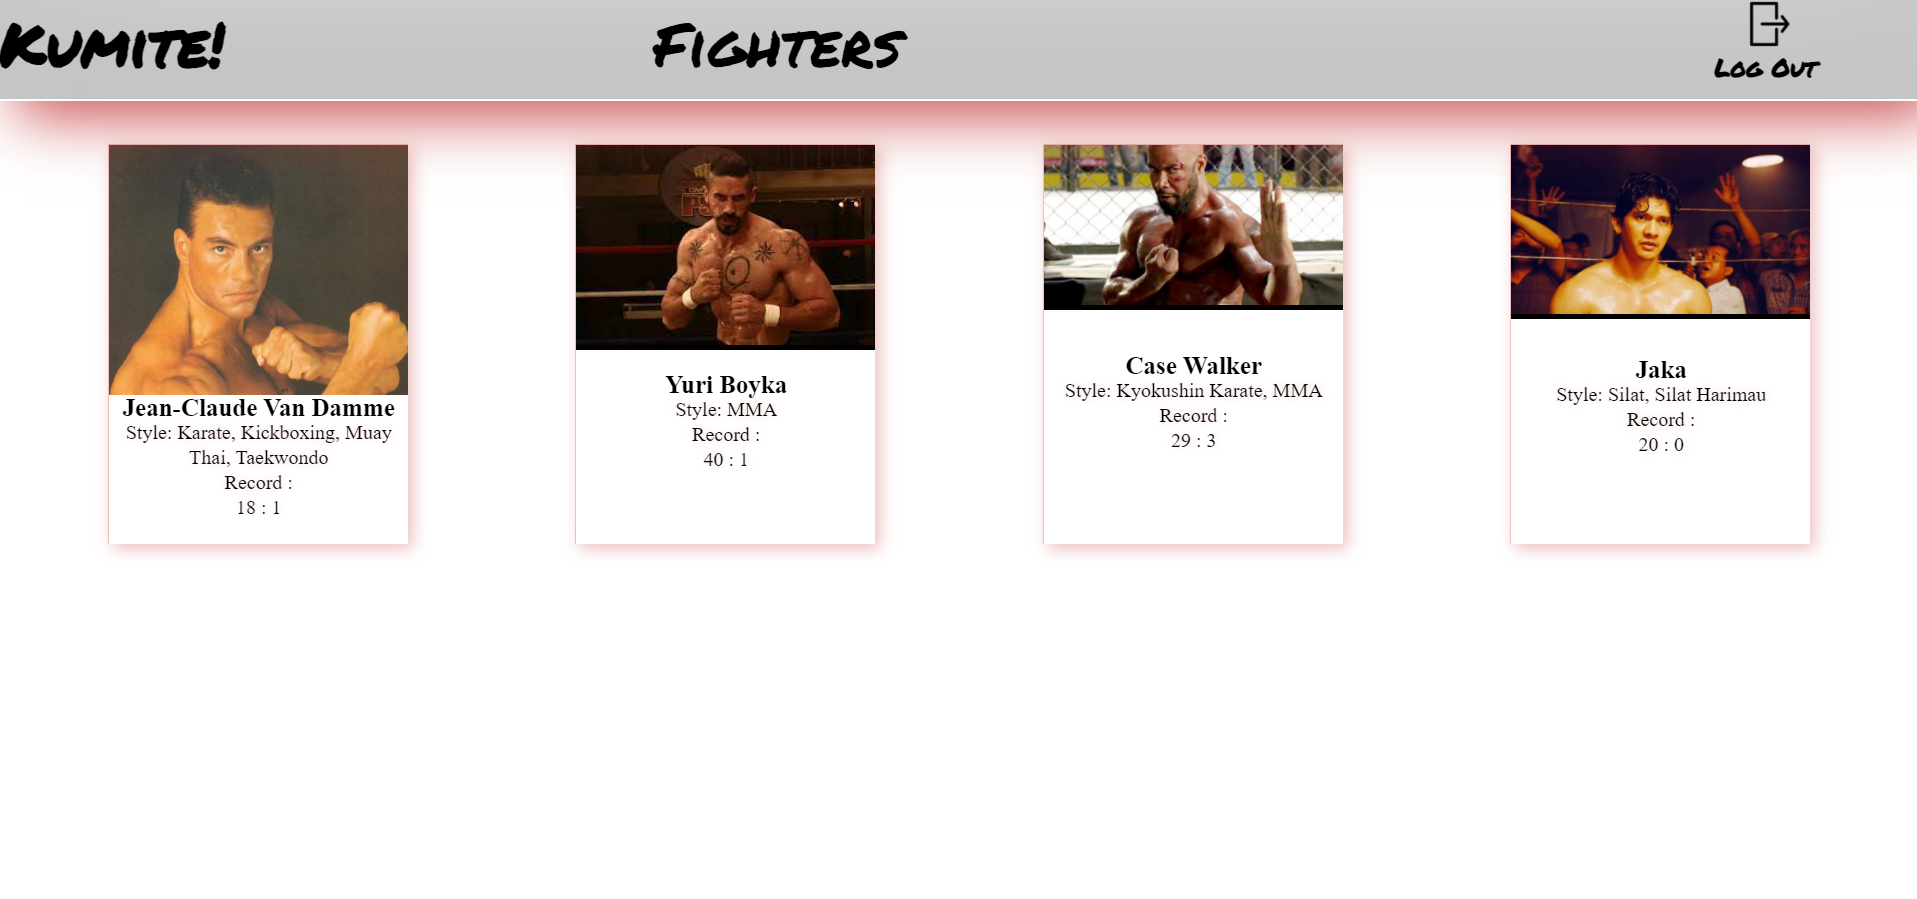 Kumite!
Fighters
Log Out
Jean-Claude Van Damme
Style: Karate, Kickboxing, Muay
Thai, Taekwondo
Record :
18 : 1
Yuri Boyka
Style: MMA
Record :
40 : 1
Case Walker
Style: Kyokushin Karate, MMA
Record :
29 : 3
Jaka
Style: Silat, Silat Harimau
Record :
20 : 0